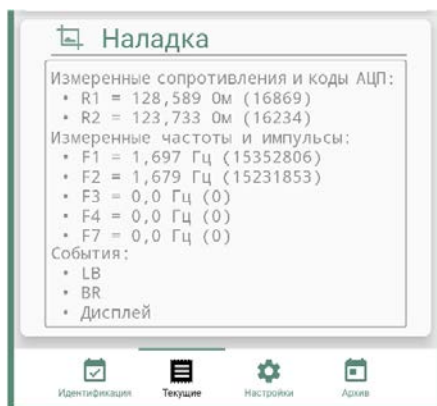 Наладка
Измеренные сопротивления и коды АЦП:
• R1 = 128,589 Ом (16869)
• R2 = 123,733 Ом (16234)
Измеренные частоты и импульсы:
• F1 = 1,697 Гц (15352806)
• F2 = 1,679 Гц (15231853)
• F3 = 0,0 Гц (0)
• F4 = 0,0 Гц (0)
• F7 = 0,0 Гц (0)
События:
• LB
• BR
• Дисплей
Идентификация Текущие Настройки Архив